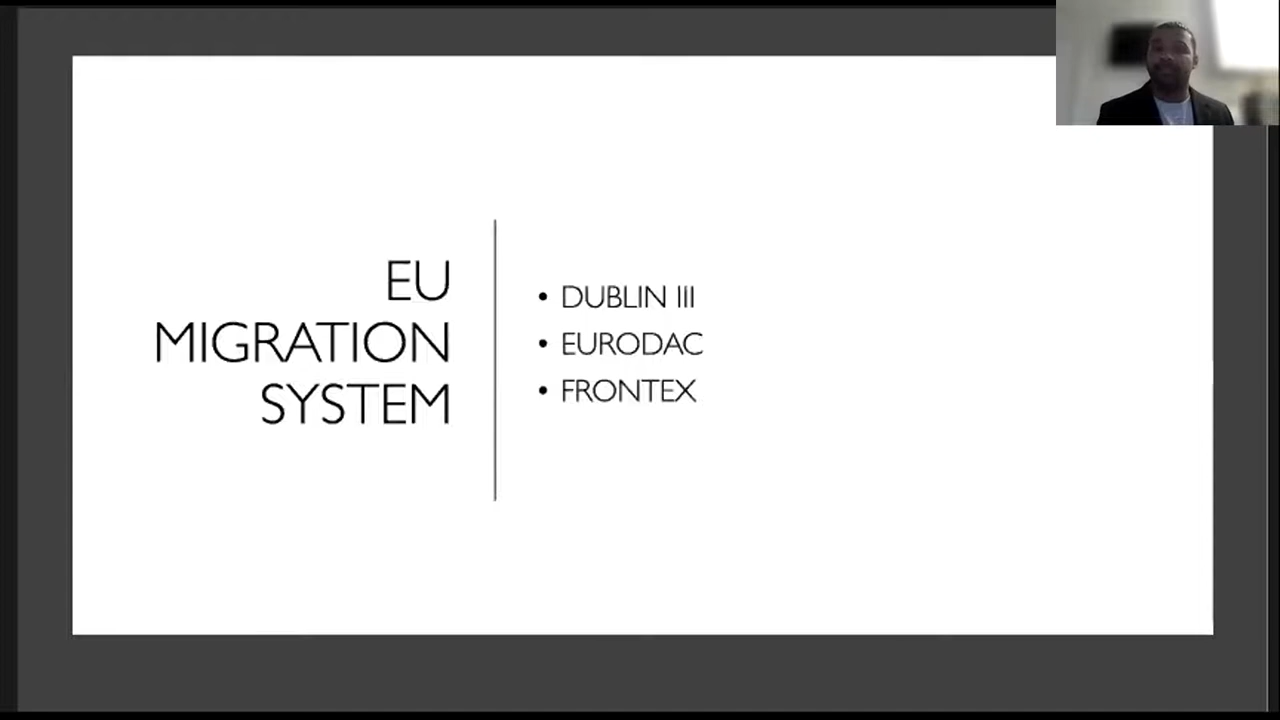 EU
MIGRATION
SYSTEM
• DUBLIN III
• EURODAC
• FRONTEX